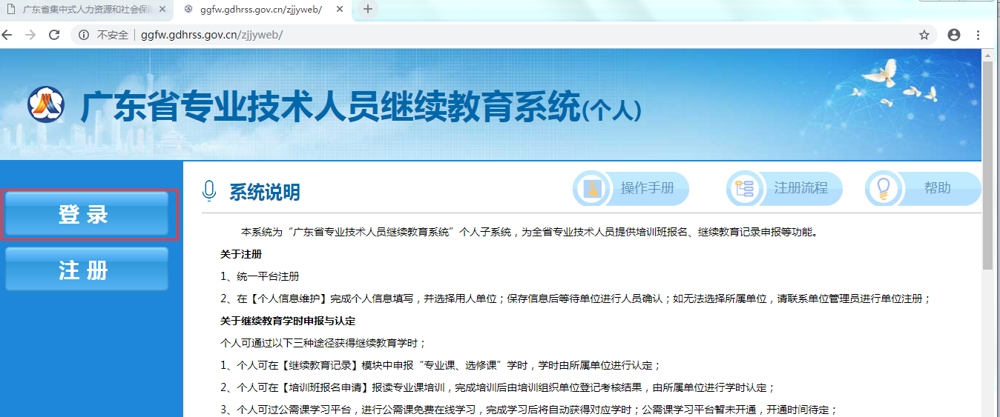 广东省集中式人力资源和社会保
ggfw.gdhrss.gov.cn/zjjyweb/
不安全 ggfw.gdhrss.gov.cn/zjjyweb/
广东省专业技术人员继续教育系统(个人)
登录
注册
系统说明
操作手册
注册流程
帮助
本系统为“广东省专业技术人员继续教育系统”个人子系统，为全省专业技术人员提供培训班报名、继续教育记录申报等功能。
关于注册
1、统一平台注册
2、在【个人信息维护】完成个人信息填写，并选择用人单位；保存信息后等待单位进行人员确认；如无法选择所属单位，请联系单位管理员进行单位注册；
关于继续教育学时申报与认定
个人可通过以下三种途径获得继续教育学时；
1、个人可在【继续教育记录】模块中申报“专业课、选修课”学时，学时由所属单位进行认定；
2、个人可在【培训班报名申请】报读专业课培训，完成培训后由培训组织单位登记考核结果，由所属单位进行学时认定；
3、个人可过公需课学习平台，进行公需课免费在线学习，完成学习后将自动获得对应学时；公需课学习平台暂未开通，开通时间待定；